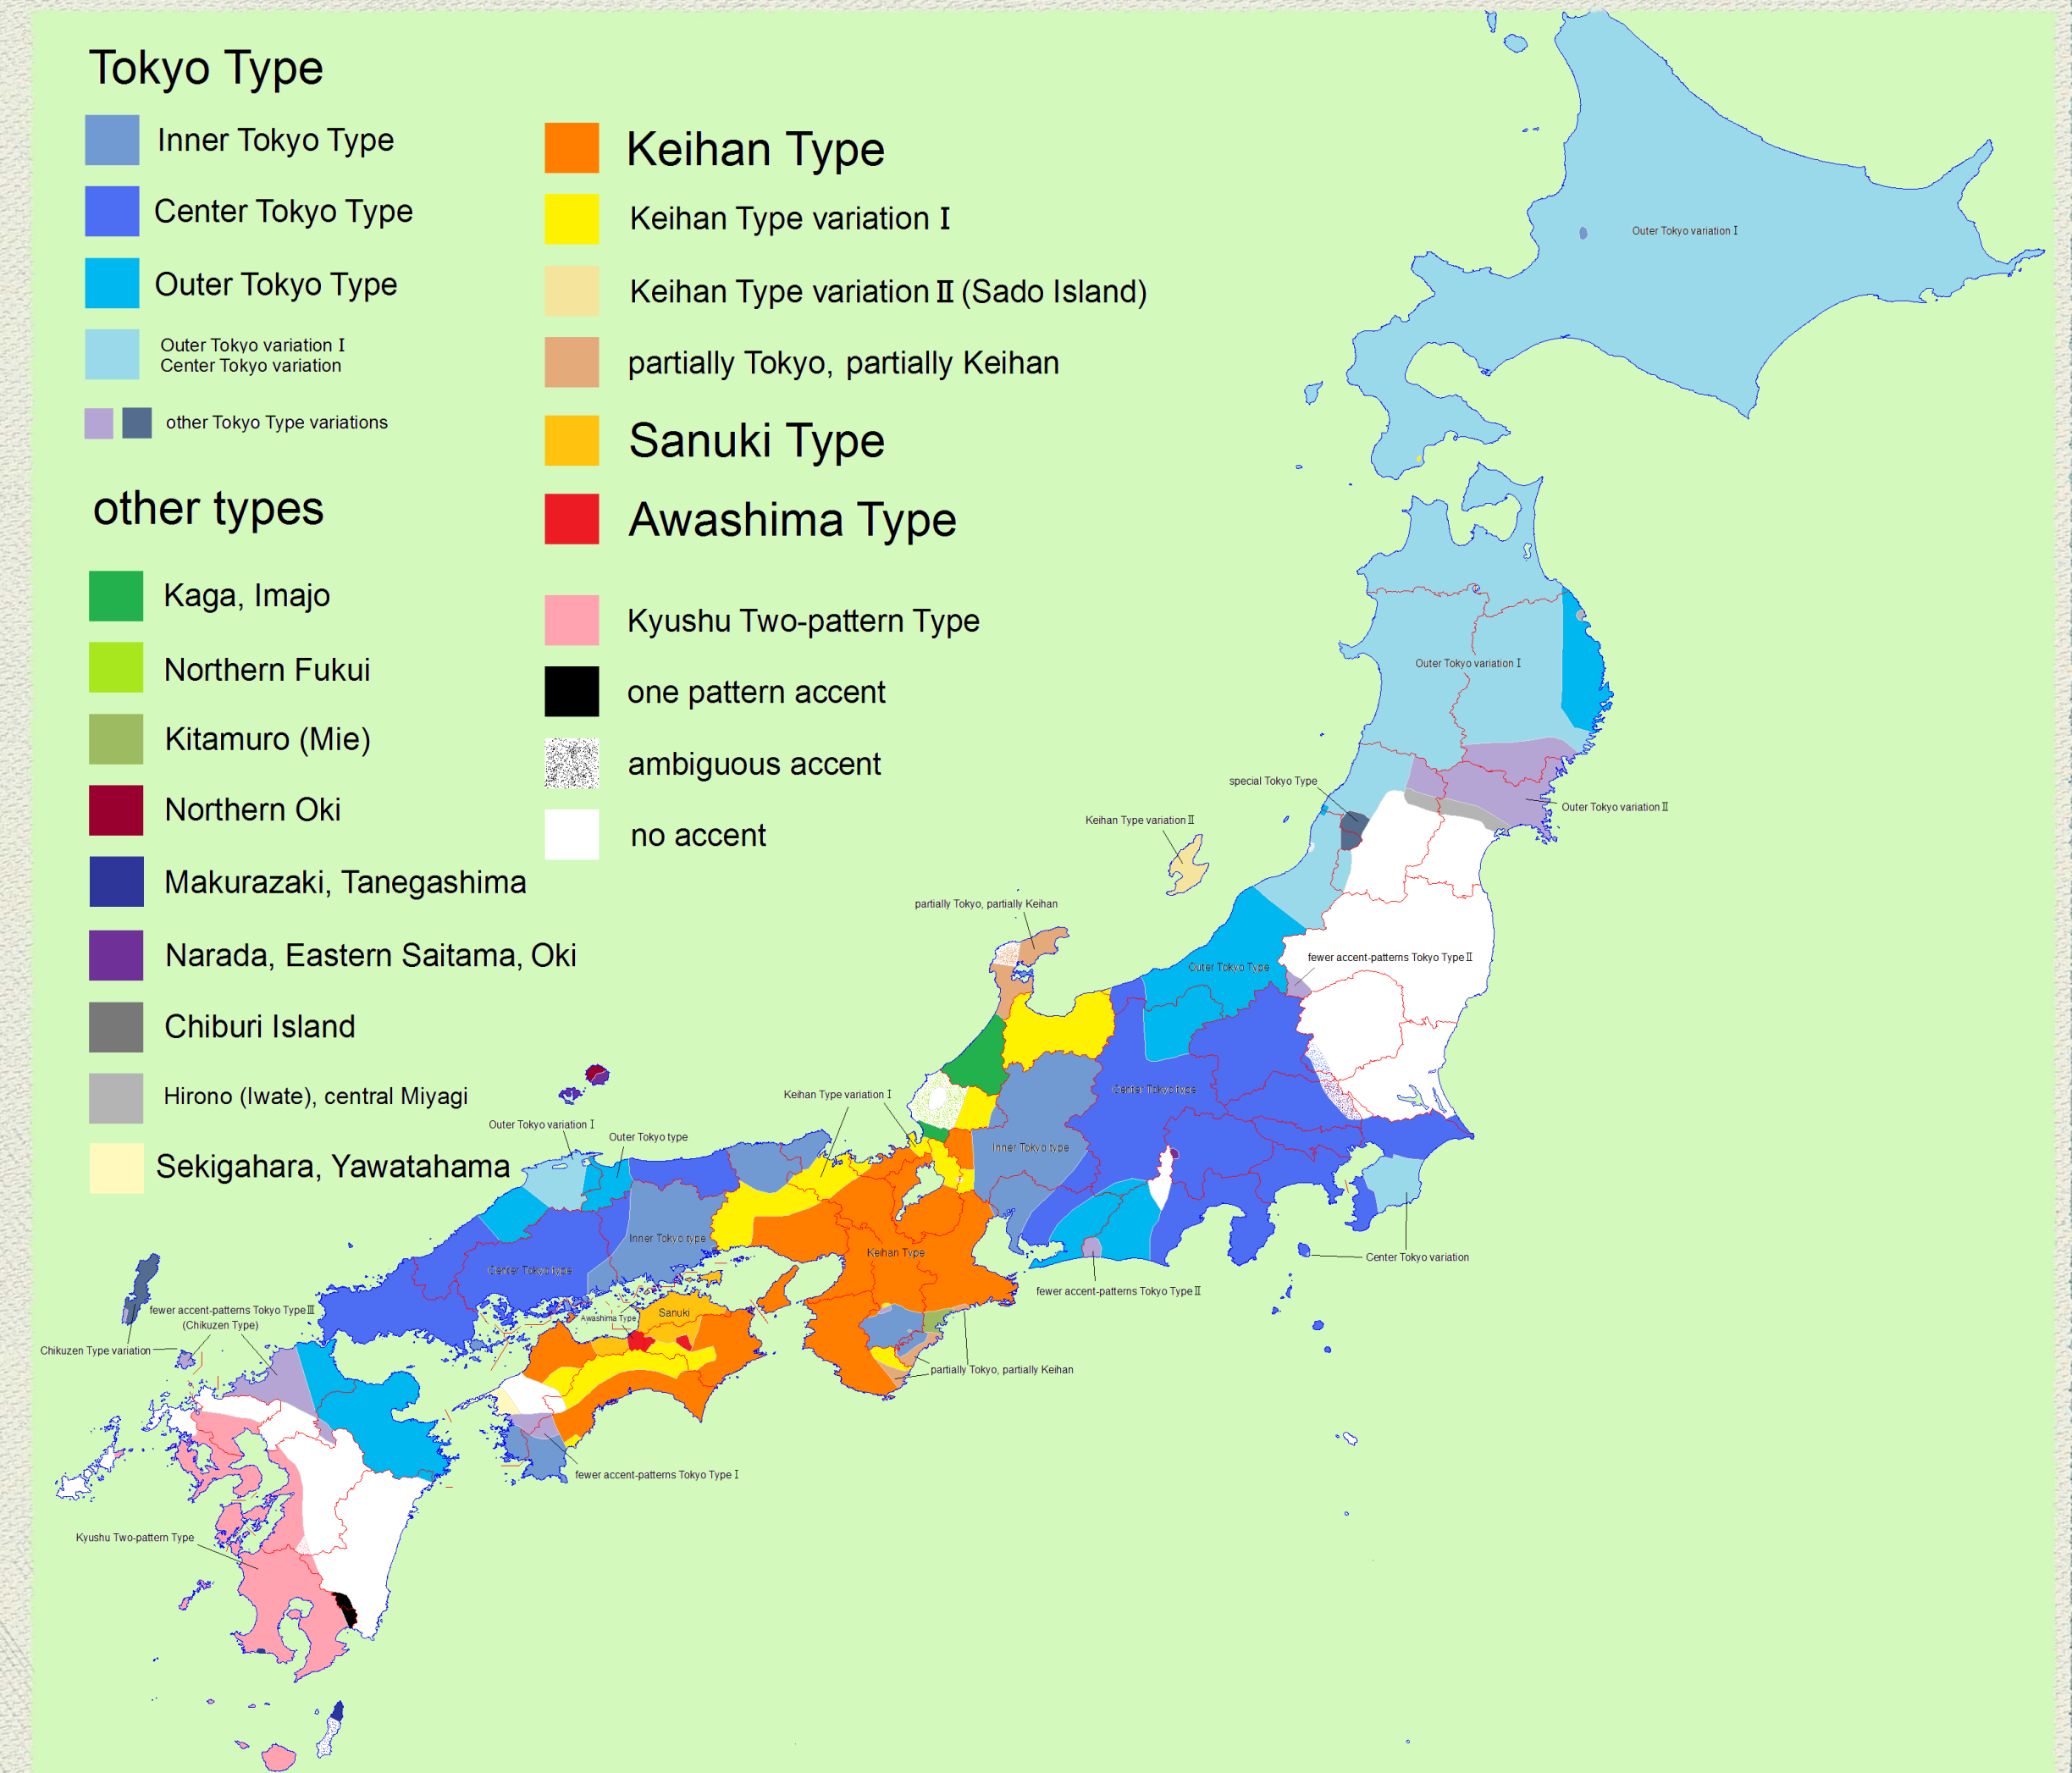 Tokyo Type
Inner Tokyo Type
Center Tokyo Type
Outer Tokyo Type
Outer Tokyo variation Ⅰ
Center Tokyo variation
other Tokyo Type variations
other types
Kaga, Imajo
Northern Fukui
Kitamuro (Mie)
Northern Oki
Makurazaki, Tanegashima
Narada, Eastern Saitama, Oki
Chiburi Island
Hirono (Iwate), central Miyagi
Sekigahara, Yawatahama
Keihan Type
Keihan Type variation Ⅰ
Keihan Type variation Ⅱ (Sado Island)
partially Tokyo, partially Keihan
Sanuki Type
Awashima Type
Kyushu Two-pattern Type
one pattern accent
ambiguous accent
no accent
Outer Tokyo variation Ⅰ
Outer Tokyo variation Ⅰ
special Tokyo Type
Outer Tokyo variation Ⅱ
Keihan Type variation Ⅱ
partially Tokyo, partially Keihan
fewer accent-patterns Tokyo Type Ⅱ
Outer Tokyo Type
Center Tokyo type
Keihan Type variation Ⅰ
Outer Tokyo variation Ⅰ
Outer Tokyo type
Inner Tokyo type
Inner Tokyo type
Keihan Type
Center Tokyo variation
Center Tokyo type
fewer accent-patterns Tokyo Type Ⅱ
fewer accent-patterns Tokyo Type Ⅲ
(Chikuzen Type)
Sanuki
Awashima Type
Chikuzen Type variation
partially Tokyo, partially Keihan
fewer accent-patterns Tokyo Type Ⅰ
Kyushu Two-pattern Type